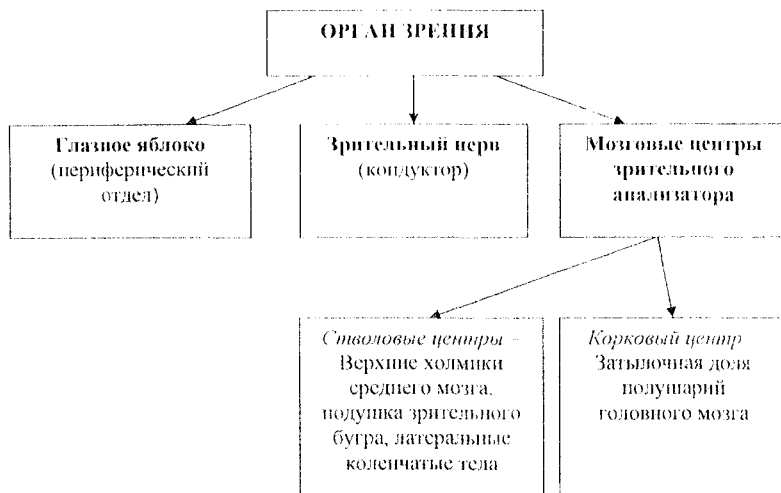 ОРГАН ЗРЕНИЯ
Глазное яблоко
(периферический
отдел)
Зрительный нерв
(кондуктор)
Мозговые центры
зрительного
анализатора
Стволовые центры –
Верхние холмики
среднего мозга,
подушка зрительного
бугра, латеральные
коленчатые тела
Корковый центр
Затылочная доля
полушарий
головного мозга